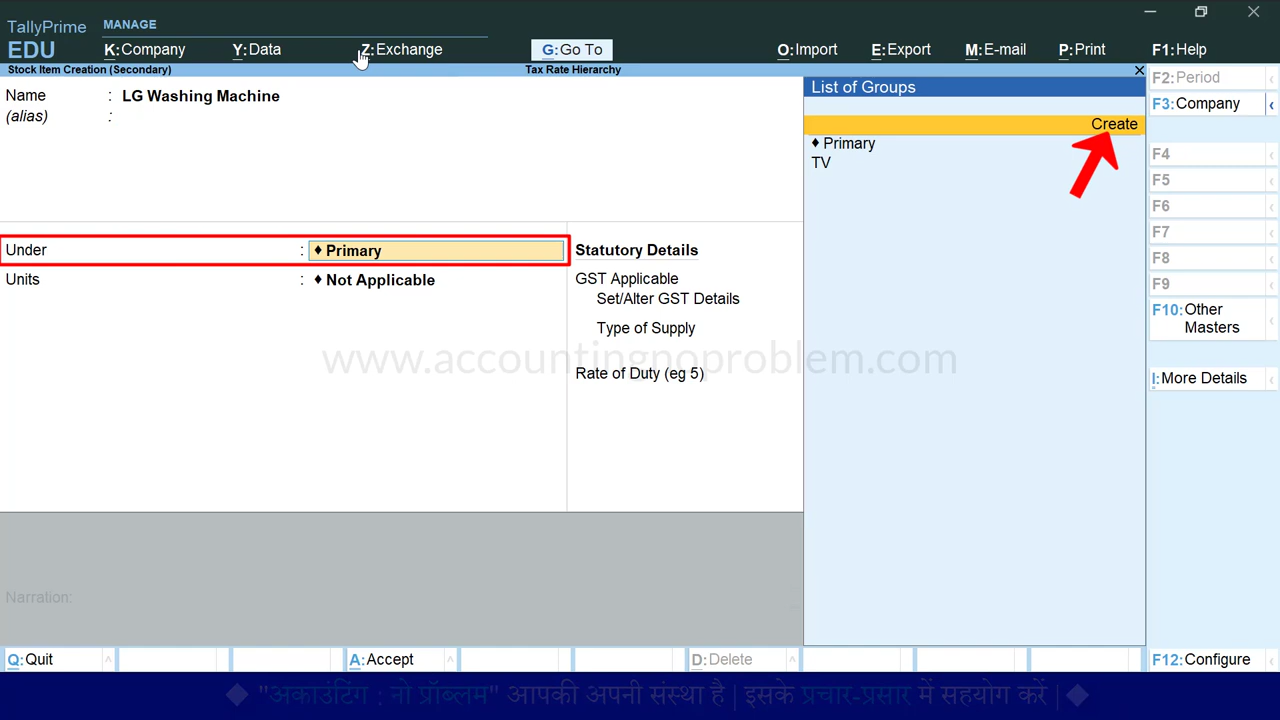 TallyPrime
EDU
MANAGE
K:Company Y:Data Z:Exchange G:Go To O:Import E:Export M:E-mail P:Print F1:Help
Stock Item Creation (Secondary) Tax Rate Hierarchy
Name : LG Washing Machine
(alias) :
Under : ♦ Primary
Units : ♦ Not Applicable
Statutory Details
GST Applicable
Set/Alter GST Details
Type of Supply
Rate of Duty (eg 5)
www.accountingnoproblem.com
Narration:
List of Groups
Create
♦ Primary
TV
F2:Period
F3:Company
F4
F5
F6
F7
F8
F9
F10:Other
Masters
I:More Details
Q:Quit A:Accept D:Delete F12:Configure
◆ "अकाउंटिंग : नो प्रॉब्लम" आपकी अपनी संस्था है | इसके प्रचार-प्रसार में सहयोग करें | ◆